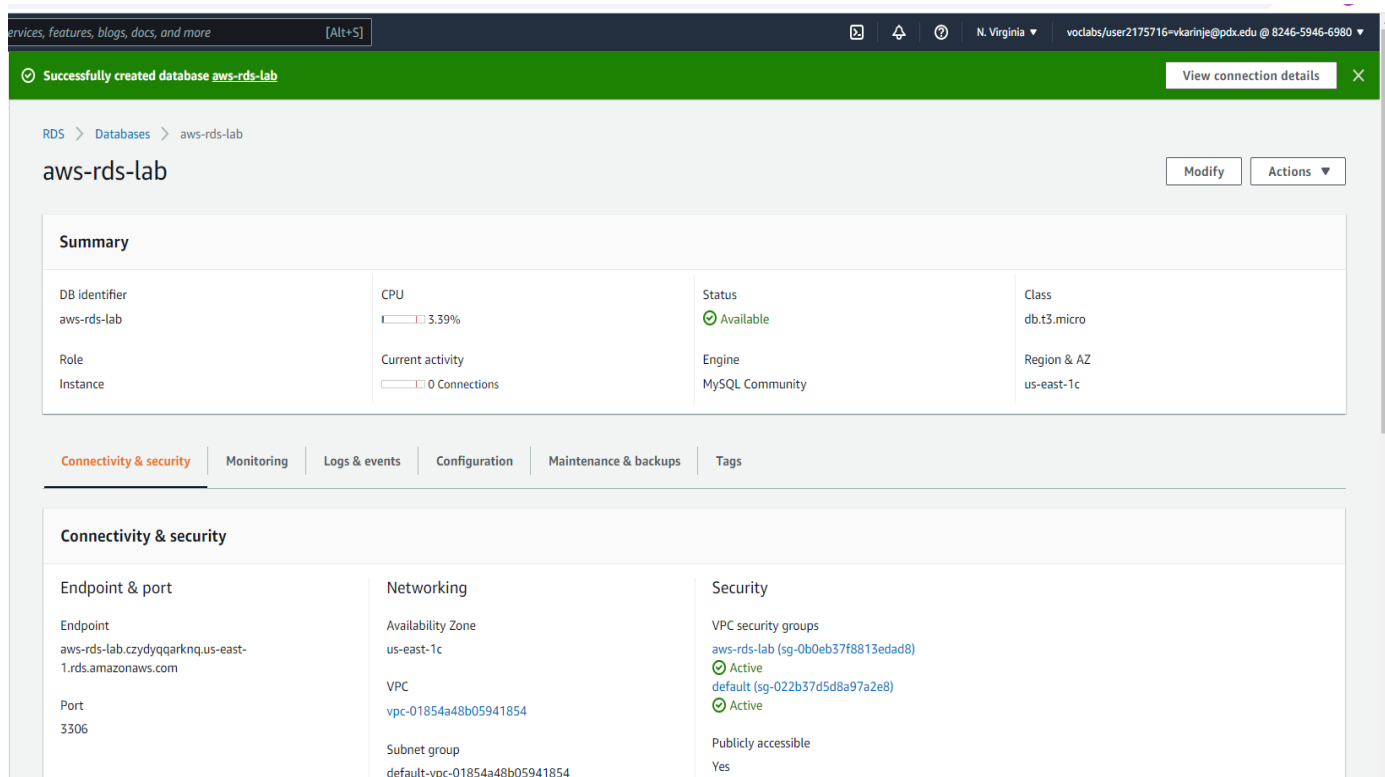 ervices, features, blogs, docs, and more [Alt+S] N. Virginia ▼ voclabs/user2175716=vkarinje@pdx.edu @ 8246-5946-6980 ▼
Successfully created database aws-rds-lab View connection details
RDS > Databases > aws-rds-lab
aws-rds-lab Modify Actions ▼
Summary
DB identifier CPU Status Class
aws-rds-lab 3.39% Available db.t3.micro
Role Current activity Engine Region & AZ
Instance 0 Connections MySQL Community us-east-1c
Connectivity & security Monitoring Logs & events Configuration Maintenance & backups Tags
Connectivity & security
Endpoint & port
Endpoint
aws-rds-lab.czydyqqarknq.us-east-
1.rds.amazonaws.com
Port
3306
Networking
Availability Zone
us-east-1c
VPC
vpc-01854a48b05941854
Subnet group
default-vpc-01854a48b05941854
Security
VPC security groups
aws-rds-lab (sg-0b0eb37f8813edad8)
Active
default (sg-022b37d5d8a97a2e8)
Active
Publicly accessible
Yes